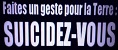 Faites un geste pour la Terre :
SUICIDEZ-VOUS